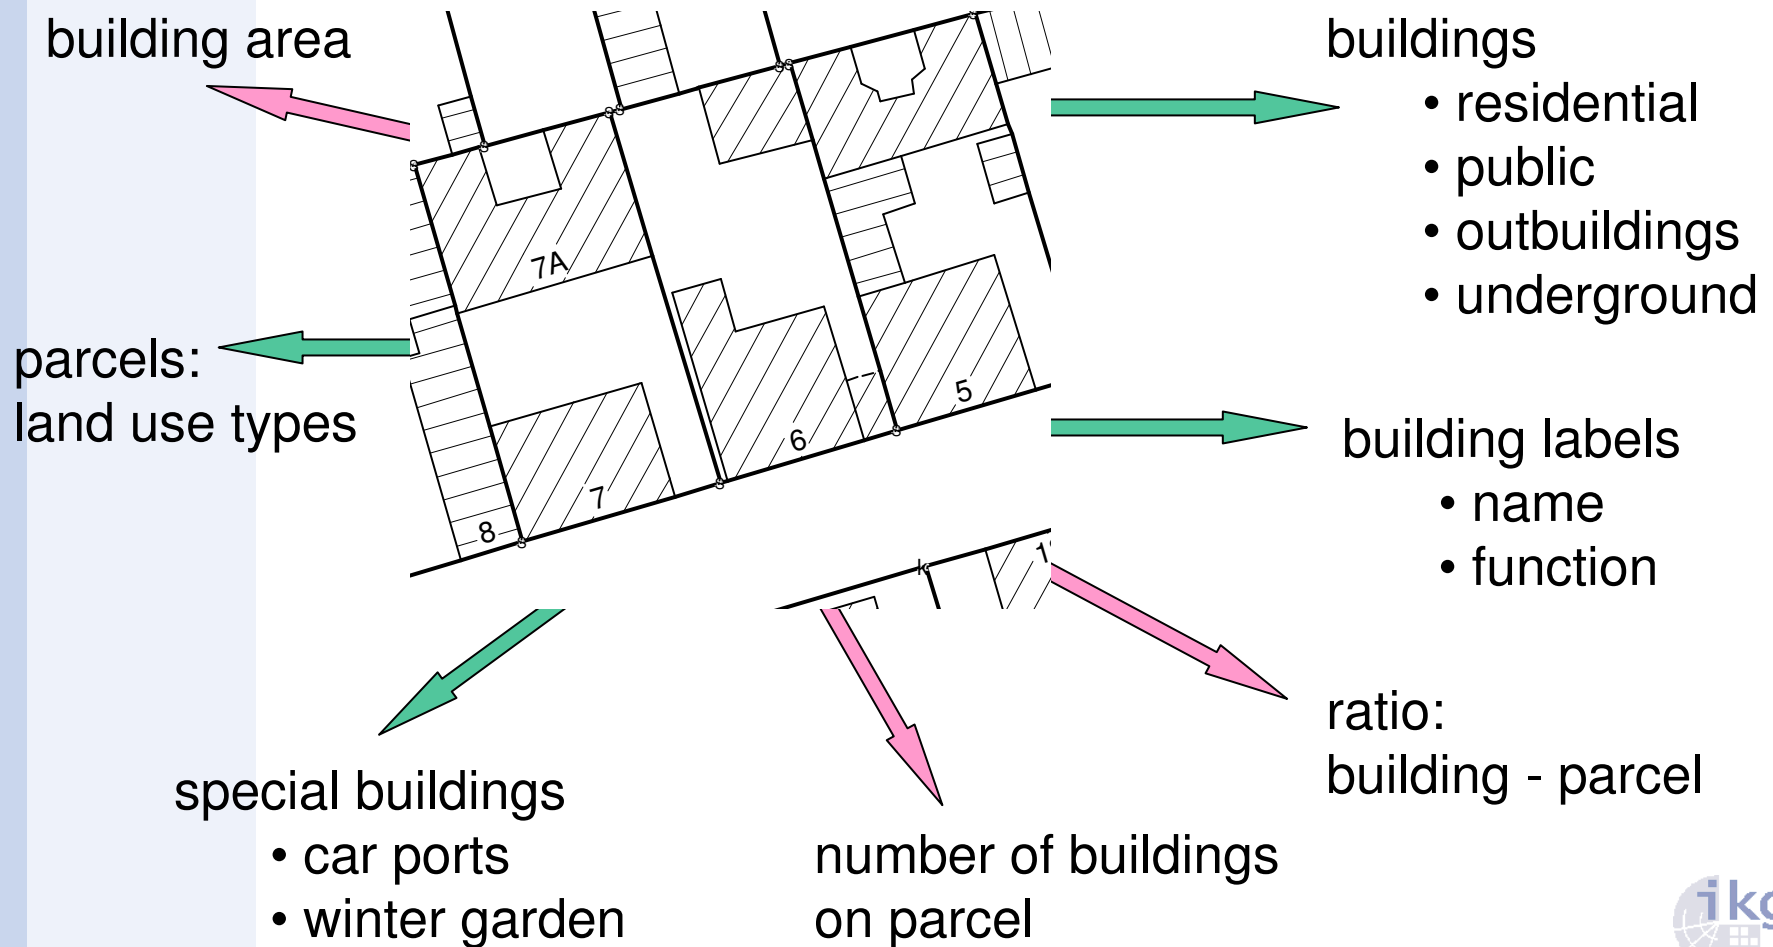 building area
buildings
• residential
• public
• outbuildings
• underground
parcels:
land use types
7A
5
6
7
8
building labels
• name
• function
k
ratio:
building - parcel
special buildings
• car ports
• winter garden
number of buildings
on parcel